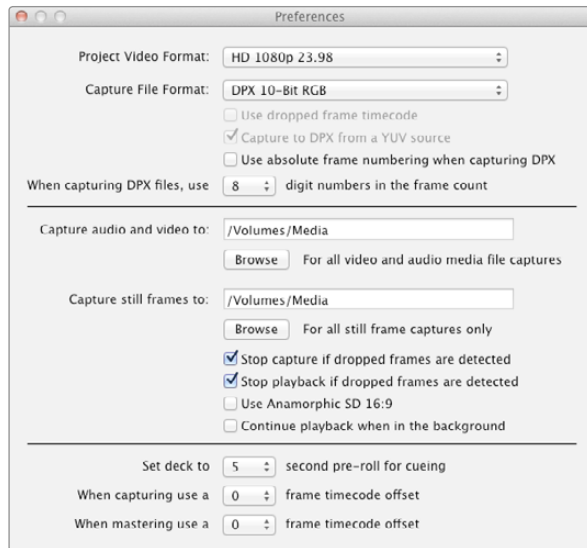 Preferences
Project Video Format: HD 1080p 23.98
Capture File Format: DPX 10-Bit RGB
Use dropped frame timecode
Capture to DPX from a YUV source
Use absolute frame numbering when capturing DPX
When capturing DPX files, use 8 digit numbers in the frame count
Capture audio and video to: /Volumes/Media
Browse For all video and audio media file captures
Capture still frames to: /Volumes/Media
Browse For all still frame captures only
Stop capture if dropped frames are detected
Stop playback if dropped frames are detected
Use Anamorphic SD 16:9
Continue playback when in the background
Set deck to 5 second pre-roll for cueing
When capturing use a 0 frame timecode offset
When mastering use a 0 frame timecode offset